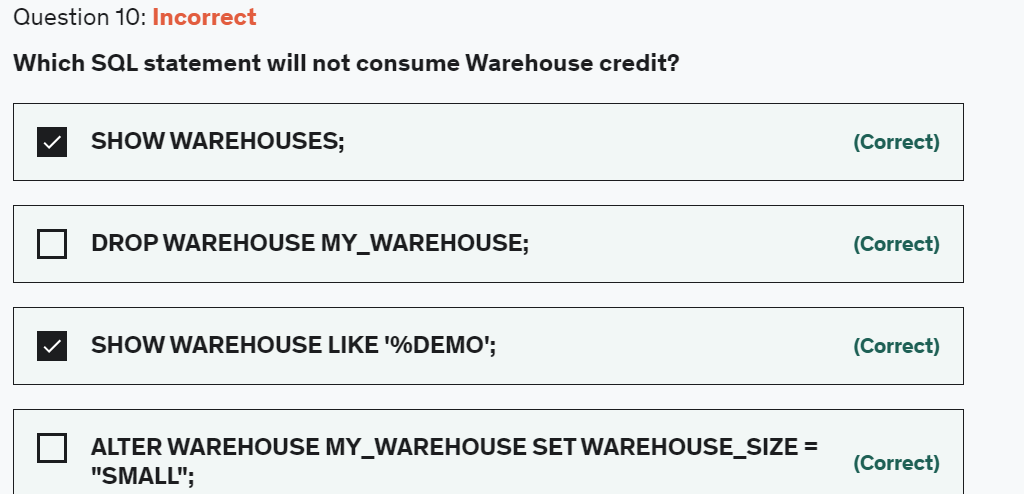 Question 10: Incorrect
Which SQL statement will not consume Warehouse credit?
SHOW WAREHOUSES;
(Correct)
DROP WAREHOUSE MY_WAREHOUSE;
(Correct)
SHOW WAREHOUSE LIKE '%DEMO';
(Correct)
ALTER WAREHOUSE MY_WAREHOUSE SET WAREHOUSE_SIZE =
"SMALL";
(Correct)